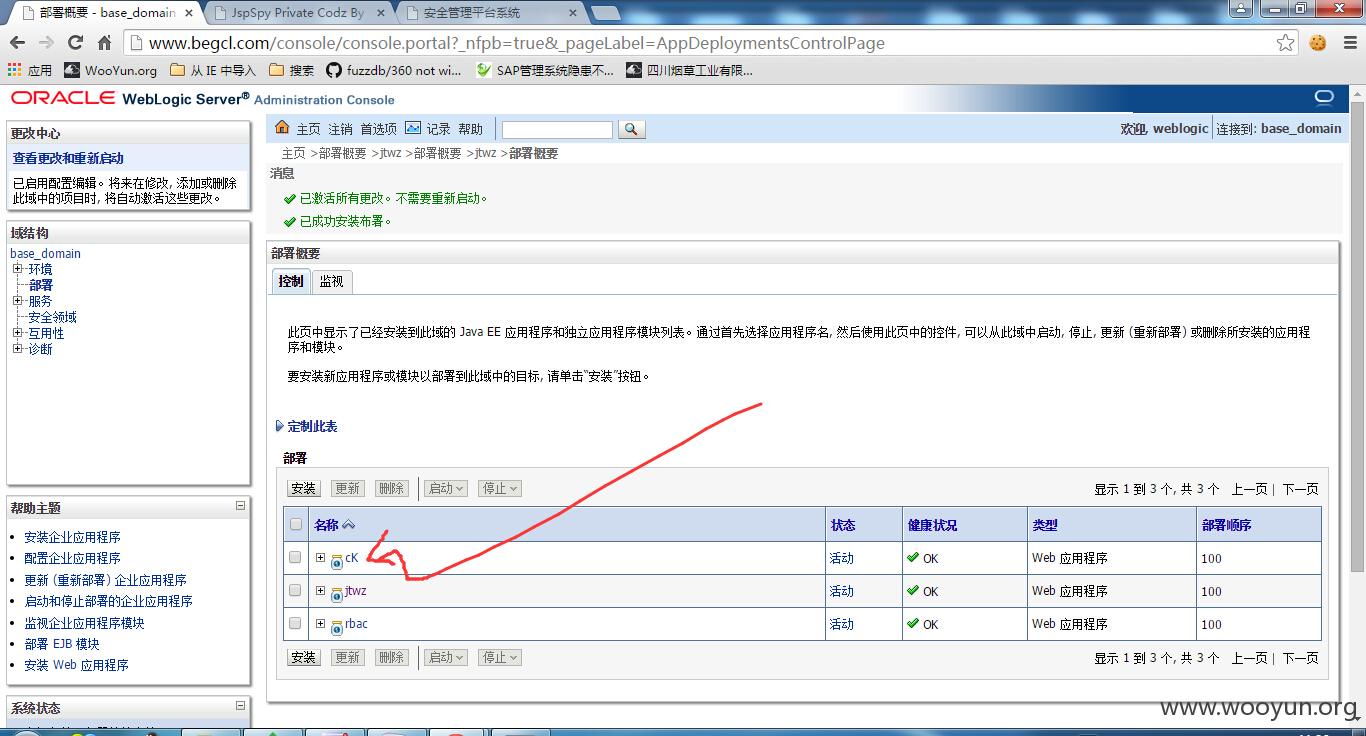 部署概要 - base_domain
JspSpy Private Codz By
安全管理平台系统
www.begcl.com/console/console.portal?_nfpb=true&_pageLabel=AppDeploymentsControlPage
应用 WooYun.org 从 IE 中导入 搜索 fuzzdb/360 not wi... SAP管理系统隐患不... 四川烟草工业有限...
ORACLE WebLogic Server® Administration Console
更改中心
查看更改和重新启动
已启用配置编辑。将来在修改, 添加或删除
此域中的项目时, 将自动激活这些更改。
域结构
base_domain
环境
部署
服务
安全领域
互用性
诊断
帮助主题
安装企业应用程序
配置企业应用程序
更新 (重新部署) 企业应用程序
启动和停止部署的企业应用程序
监视企业应用程序模块
部署 EJB 模块
安装 Web 应用程序
系统状态
主页 注销 首选项 记录 帮助
欢迎, weblogic 连接到: base_domain
主页 >部署概要 >jtwz >部署概要 >jtwz >部署概要
消息
已激活所有更改。不需要重新启动。
已成功安装布署。
部署概要
控制 监视
此页中显示了已经安装到此域的 Java EE 应用程序和独立应用程序模块列表。通过首先选择应用程序名, 然后使用此页中的控件, 可以从此域中启动, 停止, 更新 (重新部署) 或删除所安装的应用程
序和模块。
要安装新应用程序或模块以部署到此域中的目标, 请单击“安装”按钮。
定制此表
部署
安装 更新 删除 启动 停止 显示 1 到 3 个, 共 3 个 上一页 | 下一页
名称 状态 健康状况 类型 部署顺序
cK 活动 OK Web 应用程序 100
jtwz 活动 OK Web 应用程序 100
rbac 活动 OK Web 应用程序 100
安装 更新 删除 启动 停止 显示 1 到 3 个, 共 3 个 上一页 | 下一页
www.wooyun.org